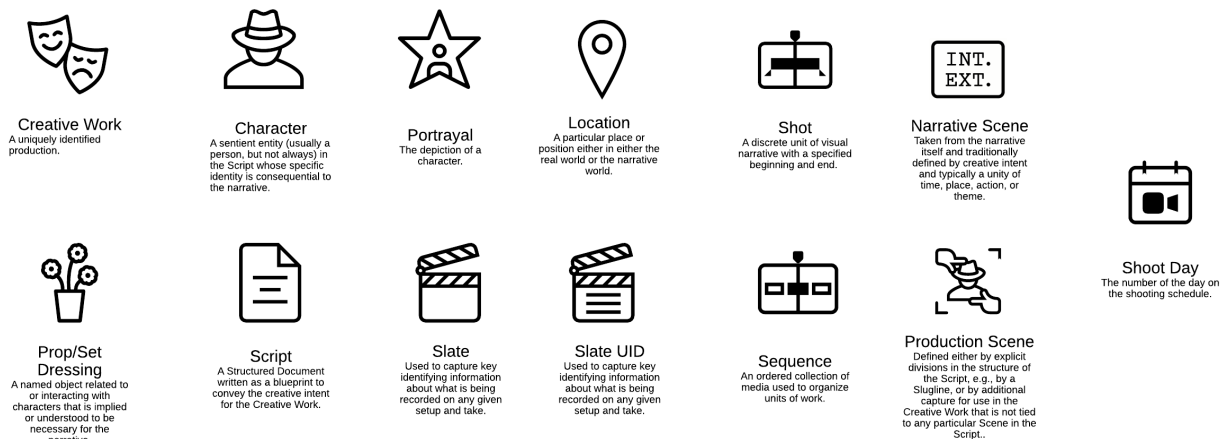 Creative Work
A uniquely identified
production.
Character
A sentient entity (usually a
person, but not always) in
the Script whose specific
identity is consequential to
the narrative.
Portrayal
The depiction of a
character.
Location
A particular place or
position either in either the
real world or the narrative
world.
Shot
A discrete unit of visual
narrative with a specified
beginning and end.
INT.
EXT.
Narrative Scene
Taken from the narrative
itself and traditionally
defined by creative intent
and typically a unity of
time, place, action, or
theme.
Shoot Day
The number of the day on
the shooting schedule.
Prop/Set
Dressing
A named object related to
or interacting with
characters that is implied
or understood to be
necessary for the
narrative.
Script
A Structured Document
written as a blueprint to
convey the creative intent
for the Creative Work.
Slate
Used to capture key
identifying information
about what is being
recorded on any given
setup and take.
Slate UID
Used to capture key
identifying information
about what is being
recorded on any given
setup and take.
Sequence
An ordered collection of
media used to organize
units of work.
Production Scene
Defined either by explicit
divisions in the structure of
the Script, e.g., by a
Slugline, or by additional
capture for use in the
Creative Work that is not tied
to any particular Scene in the
Script..